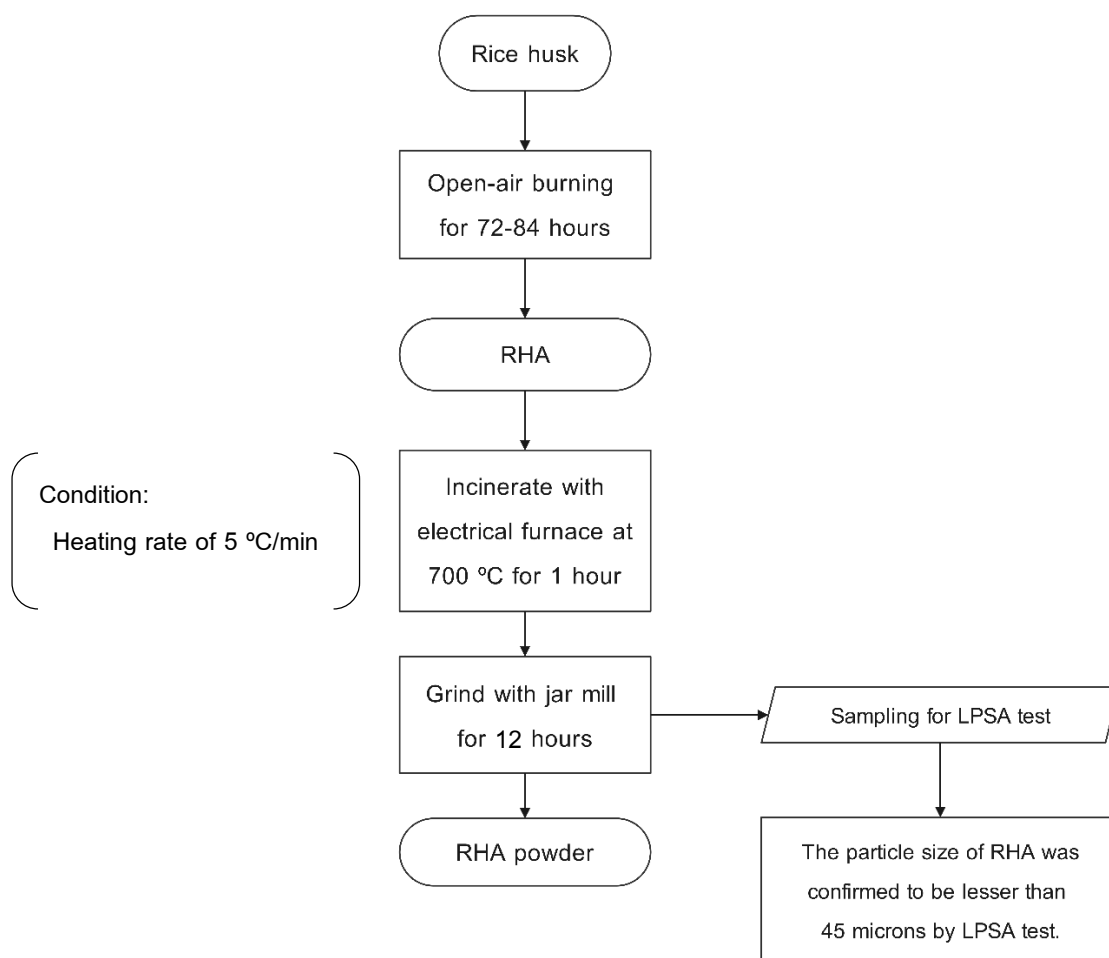 Rice husk
Open-air burning
for 72-84 hours
RHA
Condition:
Heating rate of 5 ºC/min
Incinerate with
electrical furnace at
700 ºC for 1 hour
Grind with jar mill
for 12 hours
Sampling for LPSA test
RHA powder
The particle size of RHA was
confirmed to be lesser than
45 microns by LPSA test.